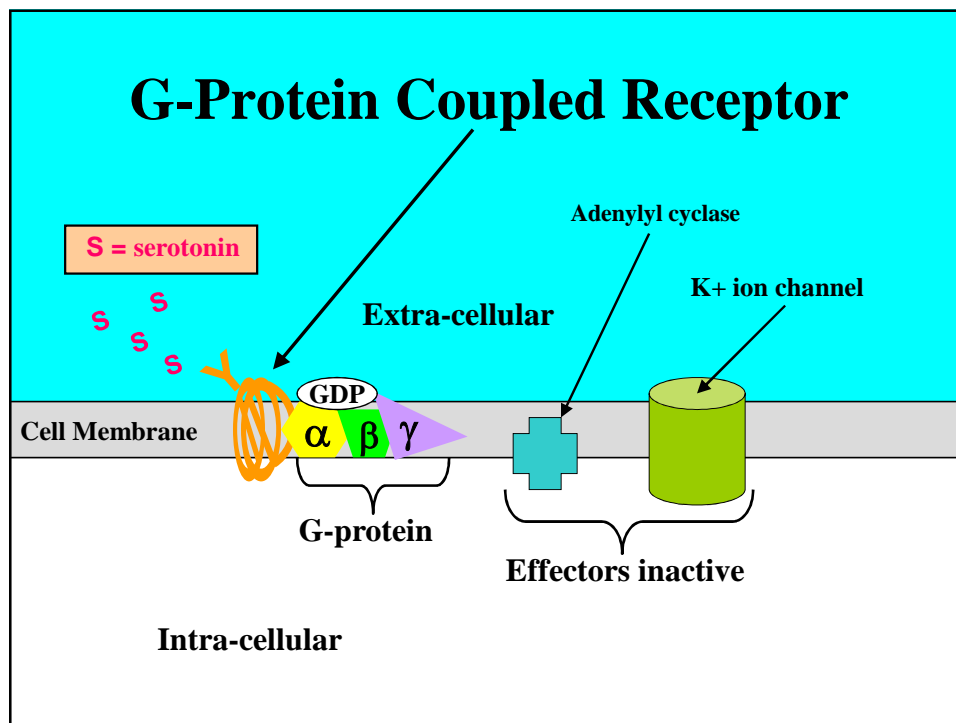 G-Protein Coupled Receptor
Adenylyl cyclase
S = serotonin
K+ ion channel
S
S
S
S
Extra-cellular
GDP
Cell Membrane
α β γ
G-protein
Effectors inactive
Intra-cellular